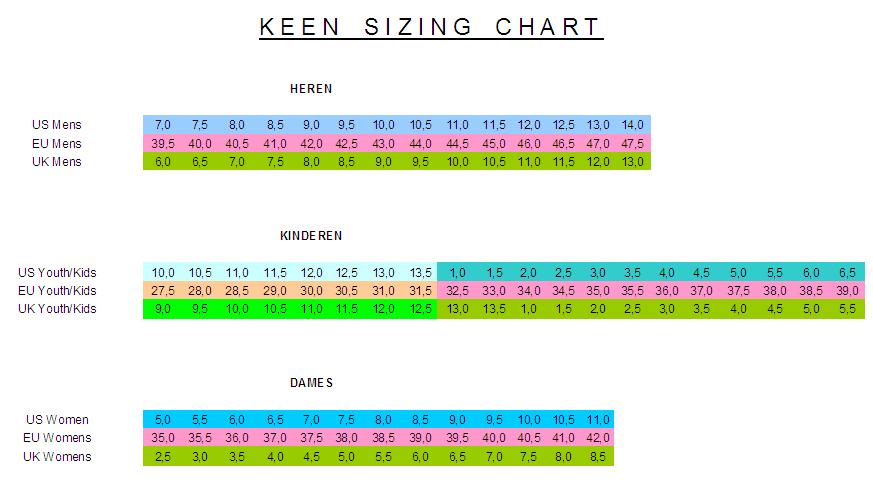 KEEN SIZING CHART
HEREN
US Mens 7,0 7,5 8,0 8,5 9,0 9,5 10,0 10,5 11,0 11,5 12,0 12,5 13,0 14,0
EU Mens 39,5 40,0 40,5 41,0 42,0 42,5 43,0 44,0 44,5 45,0 46,0 46,5 47,0 47,5
UK Mens 6,0 6,5 7,0 7,5 8,0 8,5 9,0 9,5 10,0 10,5 11,0 11,5 12,0 13,0
KINDEREN
US Youth/Kids 10,0 10,5 11,0 11,5 12,0 12,5 13,0 13,5 1,0 1,5 2,0 2,5 3,0 3,5 4,0 4,5 5,0 5,5 6,0 6,5
EU Youth/Kids 27,5 28,0 28,5 29,0 30,0 30,5 31,0 31,5 32,5 33,0 34,0 34,5 35,0 35,5 36,0 37,0 37,5 38,0 38,5 39,0
UK Youth/Kids 9,0 9,5 10,0 10,5 11,0 11,5 12,0 12,5 13,0 13,5 1,0 1,5 2,0 2,5 3,0 3,5 4,0 4,5 5,0 5,5
DAMES
US Women 5,0 5,5 6,0 6,5 7,0 7,5 8,0 8,5 9,0 9,5 10,0 10,5 11,0
EU Womens 35,0 35,5 36,0 37,0 37,5 38,0 38,5 39,0 39,5 40,0 40,5 41,0 42,0
UK Womens 2,5 3,0 3,5 4,0 4,5 5,0 5,5 6,0 6,5 7,0 7,5 8,0 8,5